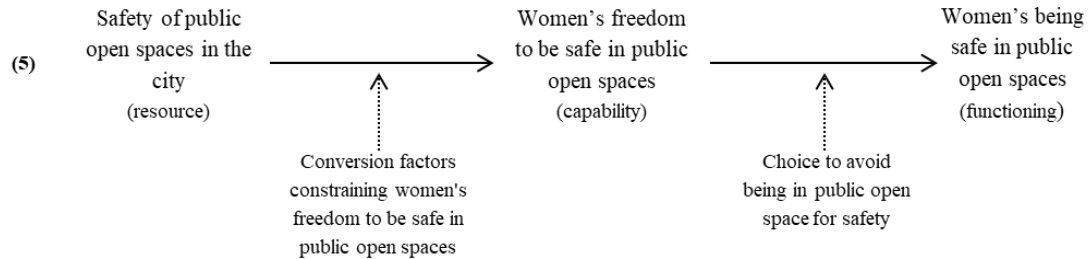 (5)
Safety of public
open spaces in the
city
(resource)
Women’s freedom
to be safe in public
open spaces
(capability)
Women’s being
safe in public
open spaces
(functioning)
Conversion factors
constraining women's
freedom to be safe in
public open spaces
Choice to avoid
being in public open
space for safety